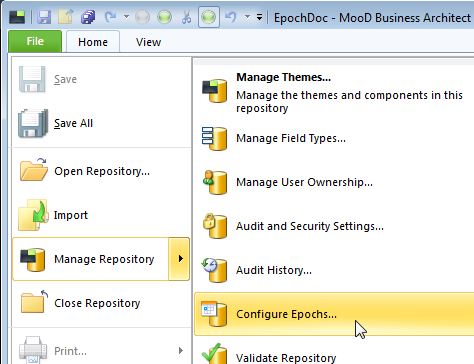 EpochDoc - MooD Business Architect
File Home View
Save
Save All
Open Repository...
Import
Manage Repository
Close Repository
Print...
Manage Themes...
Manage the themes and components in this
repository
Manage Field Types...
Manage User Ownership...
Audit and Security Settings...
Audit History...
Configure Epochs...
Validate Repository